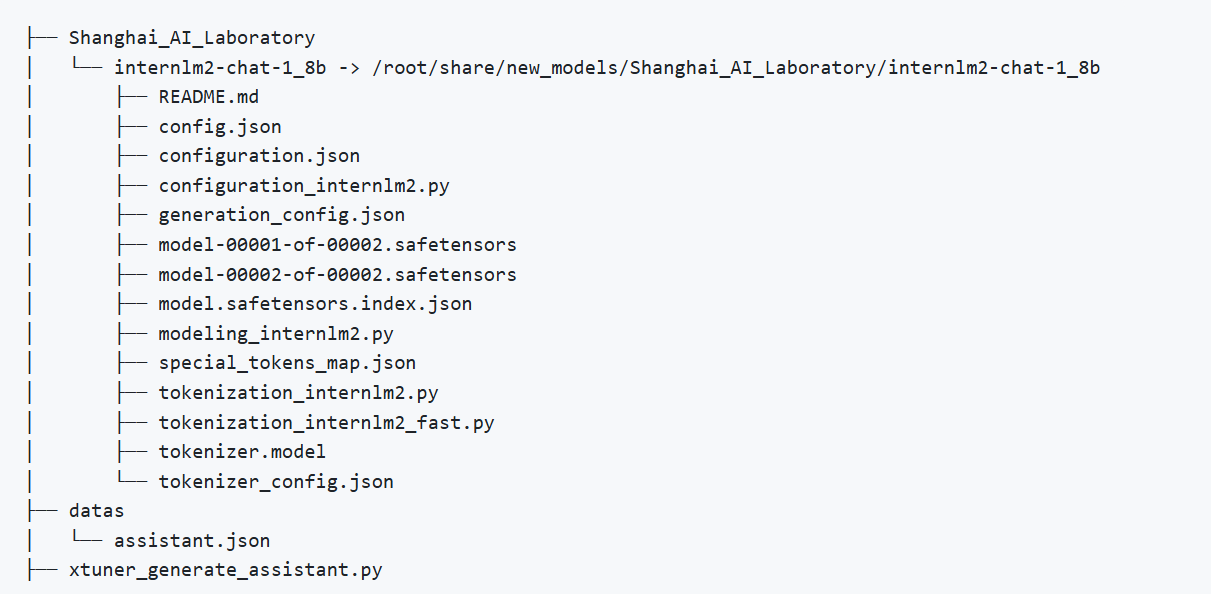 ├── Shanghai_AI_Laboratory
│   └── internlm2-chat-1_8b -> /root/share/new_models/Shanghai_AI_Laboratory/internlm2-chat-1_8b
│       ├── README.md
│       ├── config.json
│       ├── configuration.json
│       ├── configuration_internlm2.py
│       ├── generation_config.json
│       ├── model-00001-of-00002.safetensors
│       ├── model-00002-of-00002.safetensors
│       ├── model.safetensors.index.json
│       ├── modeling_internlm2.py
│       ├── special_tokens_map.json
│       ├── tokenization_internlm2.py
│       ├── tokenization_internlm2_fast.py
│       ├── tokenizer.model
│       └── tokenizer_config.json
├── datas
│   └── assistant.json
├── xtuner_generate_assistant.py